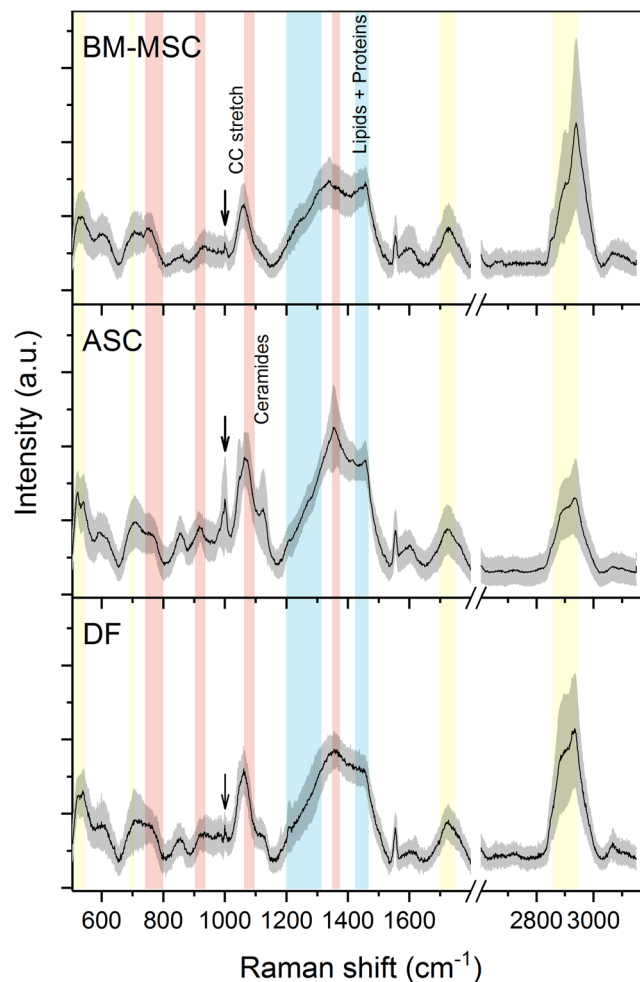 BM-MSC
CC stretch
Lipids + Proteins
ASC
Ceramides
DF
Intensity (a.u.)
600 800 1000 1200 1400 1600 2800 3000
Raman shift (cm⁻¹)